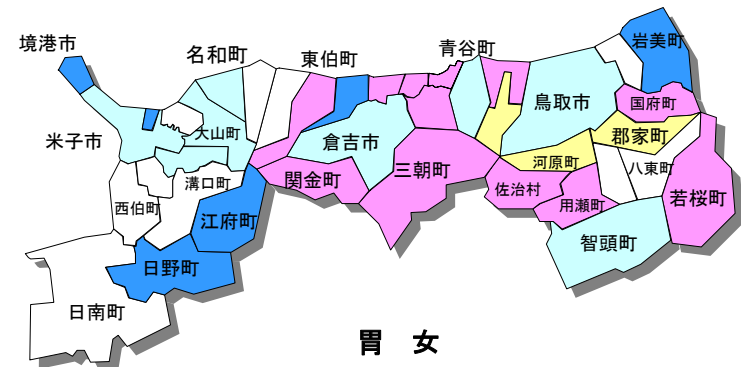 境港市
名和町
東伯町
青谷町
岩美町
米子市
大山町
倉吉市
鳥取市
国府町
郡家町
溝口町
関金町
三朝町
河原町
八東町
西伯町
江府町
佐治村
用瀬町
若桜町
日野町
智頭町
日南町
胃 女